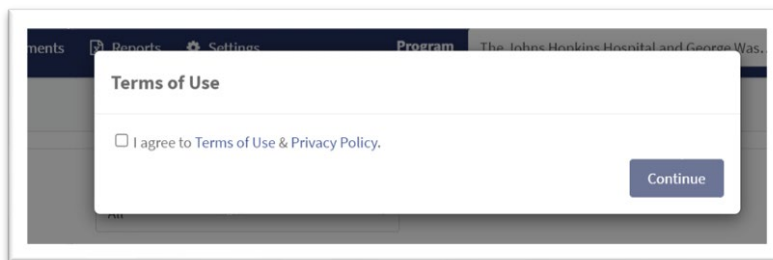 ments Reports Settings Program The Johns Hopkins Hospital and George Was...
Terms of Use
I agree to Terms of Use & Privacy Policy.
Continue
All